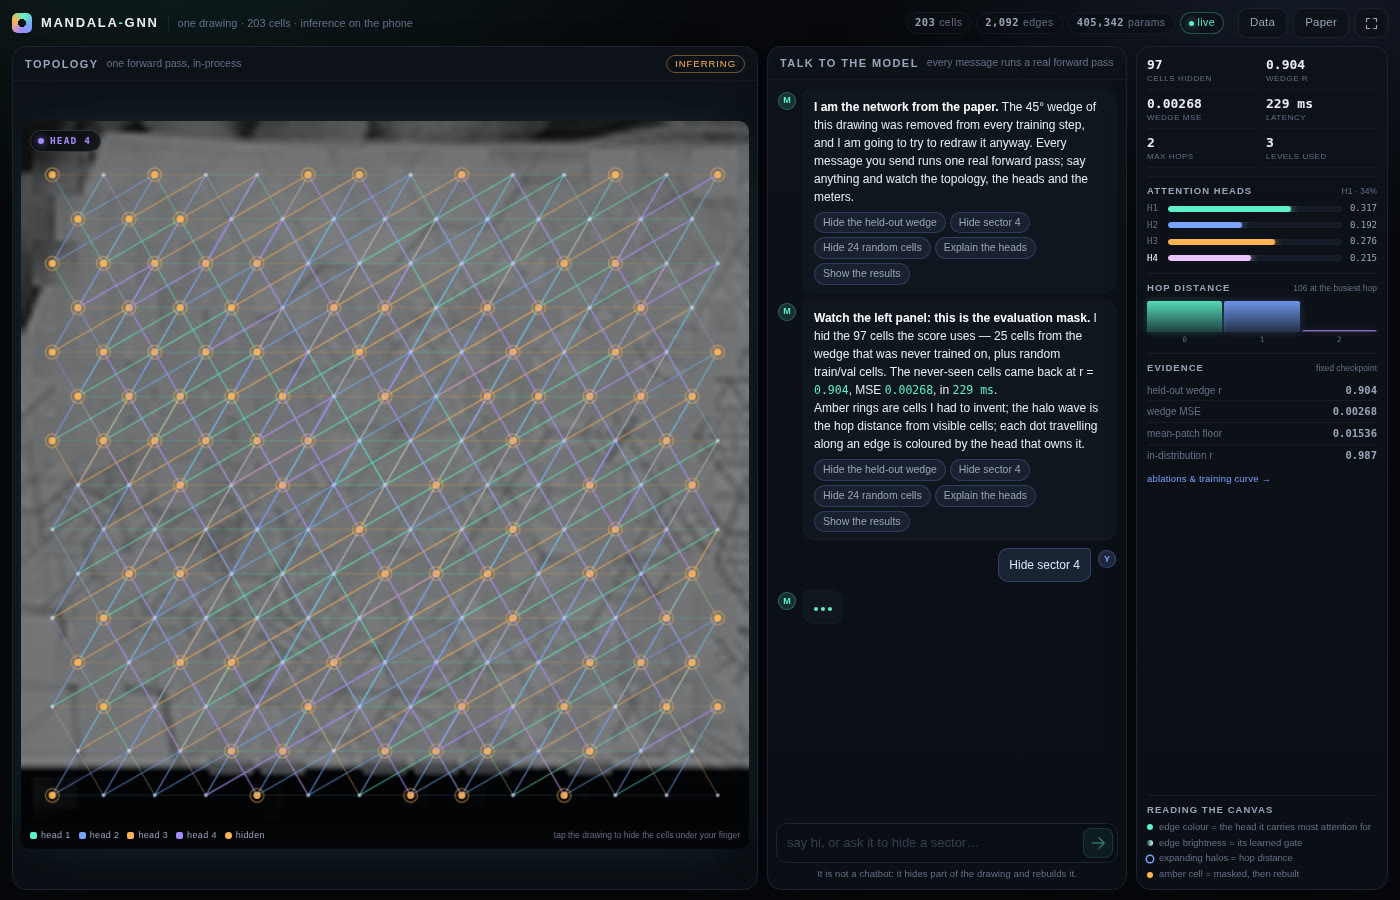 MANDALA-GNN one drawing · 203 cells · inference on the phone
203 cells 2,092 edges 405,342 params live Data Paper
TOPOLOGY one forward pass, in-process INFERRING
HEAD 4
head 1 head 2 head 3 head 4 hidden tap the drawing to hide the cells under your finger
TALK TO THE MODEL every message runs a real forward pass
M
I am the network from the paper. The 45° wedge of
this drawing was removed from every training step,
and I am going to try to redraw it anyway. Every
message you send runs one real forward pass; say
anything and watch the topology, the heads and the
meters.
Hide the held-out wedge Hide sector 4
Hide 24 random cells Explain the heads
Show the results
M
Watch the left panel: this is the evaluation mask. I
hid the 97 cells the score uses — 25 cells from the
wedge that was never trained on, plus random
train/val cells. The never-seen cells came back at r =
0.904, MSE 0.00268, in 229 ms.
Amber rings are cells I had to invent; the halo wave is
the hop distance from visible cells; each dot travelling
along an edge is coloured by the head that owns it.
Hide the held-out wedge Hide sector 4
Hide 24 random cells Explain the heads
Show the results
Hide sector 4 Y
M
say hi, or ask it to hide a sector…
It is not a chatbot: it hides part of the drawing and rebuilds it.
97 0.904
CELLS HIDDEN WEDGE R
0.00268 229 ms
WEDGE MSE LATENCY
2 3
MAX HOPS LEVELS USED
ATTENTION HEADS H1 · 34%
H1 0.317
H2 0.192
H3 0.276
H4 0.215
HOP DISTANCE 106 at the busiest hop
0 1 2
EVIDENCE fixed checkpoint
held-out wedge r 0.904
wedge MSE 0.00268
mean-patch floor 0.01536
in-distribution r 0.987
ablations & training curve →
READING THE CANVAS
edge colour = the head it carries most attention for
edge brightness = its learned gate
expanding halos = hop distance
amber cell = masked, then rebuilt